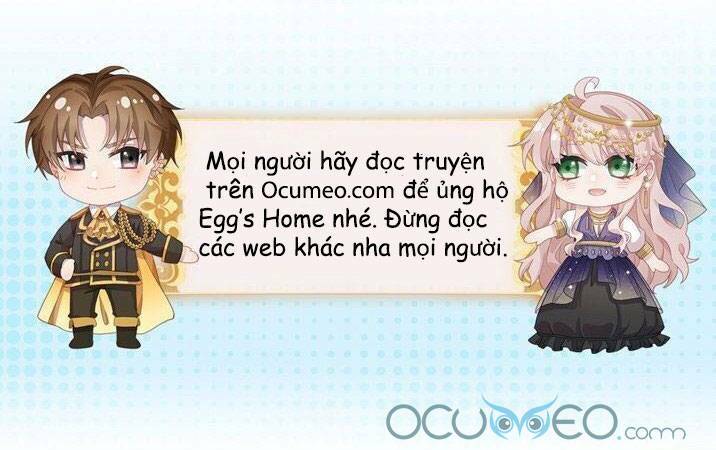 Mọi người hãy đọc truyện
trên Ocumeo.com để ủng hộ
Egg's Home nhé. Đừng đọc
các web khác nha mọi người.
OCUMEO.com